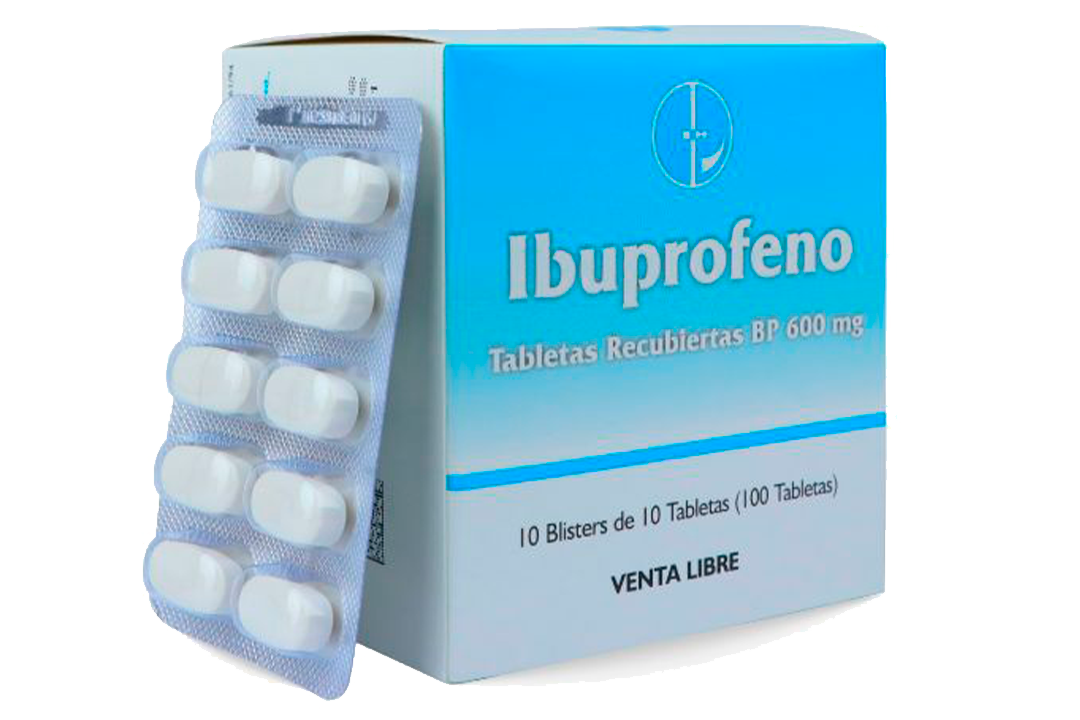 Ibuprofeno
Tabletas Recubiertas BP 600 mg
10 Blisters de 10 Tabletas (100 Tabletas)
VENTA LIBRE